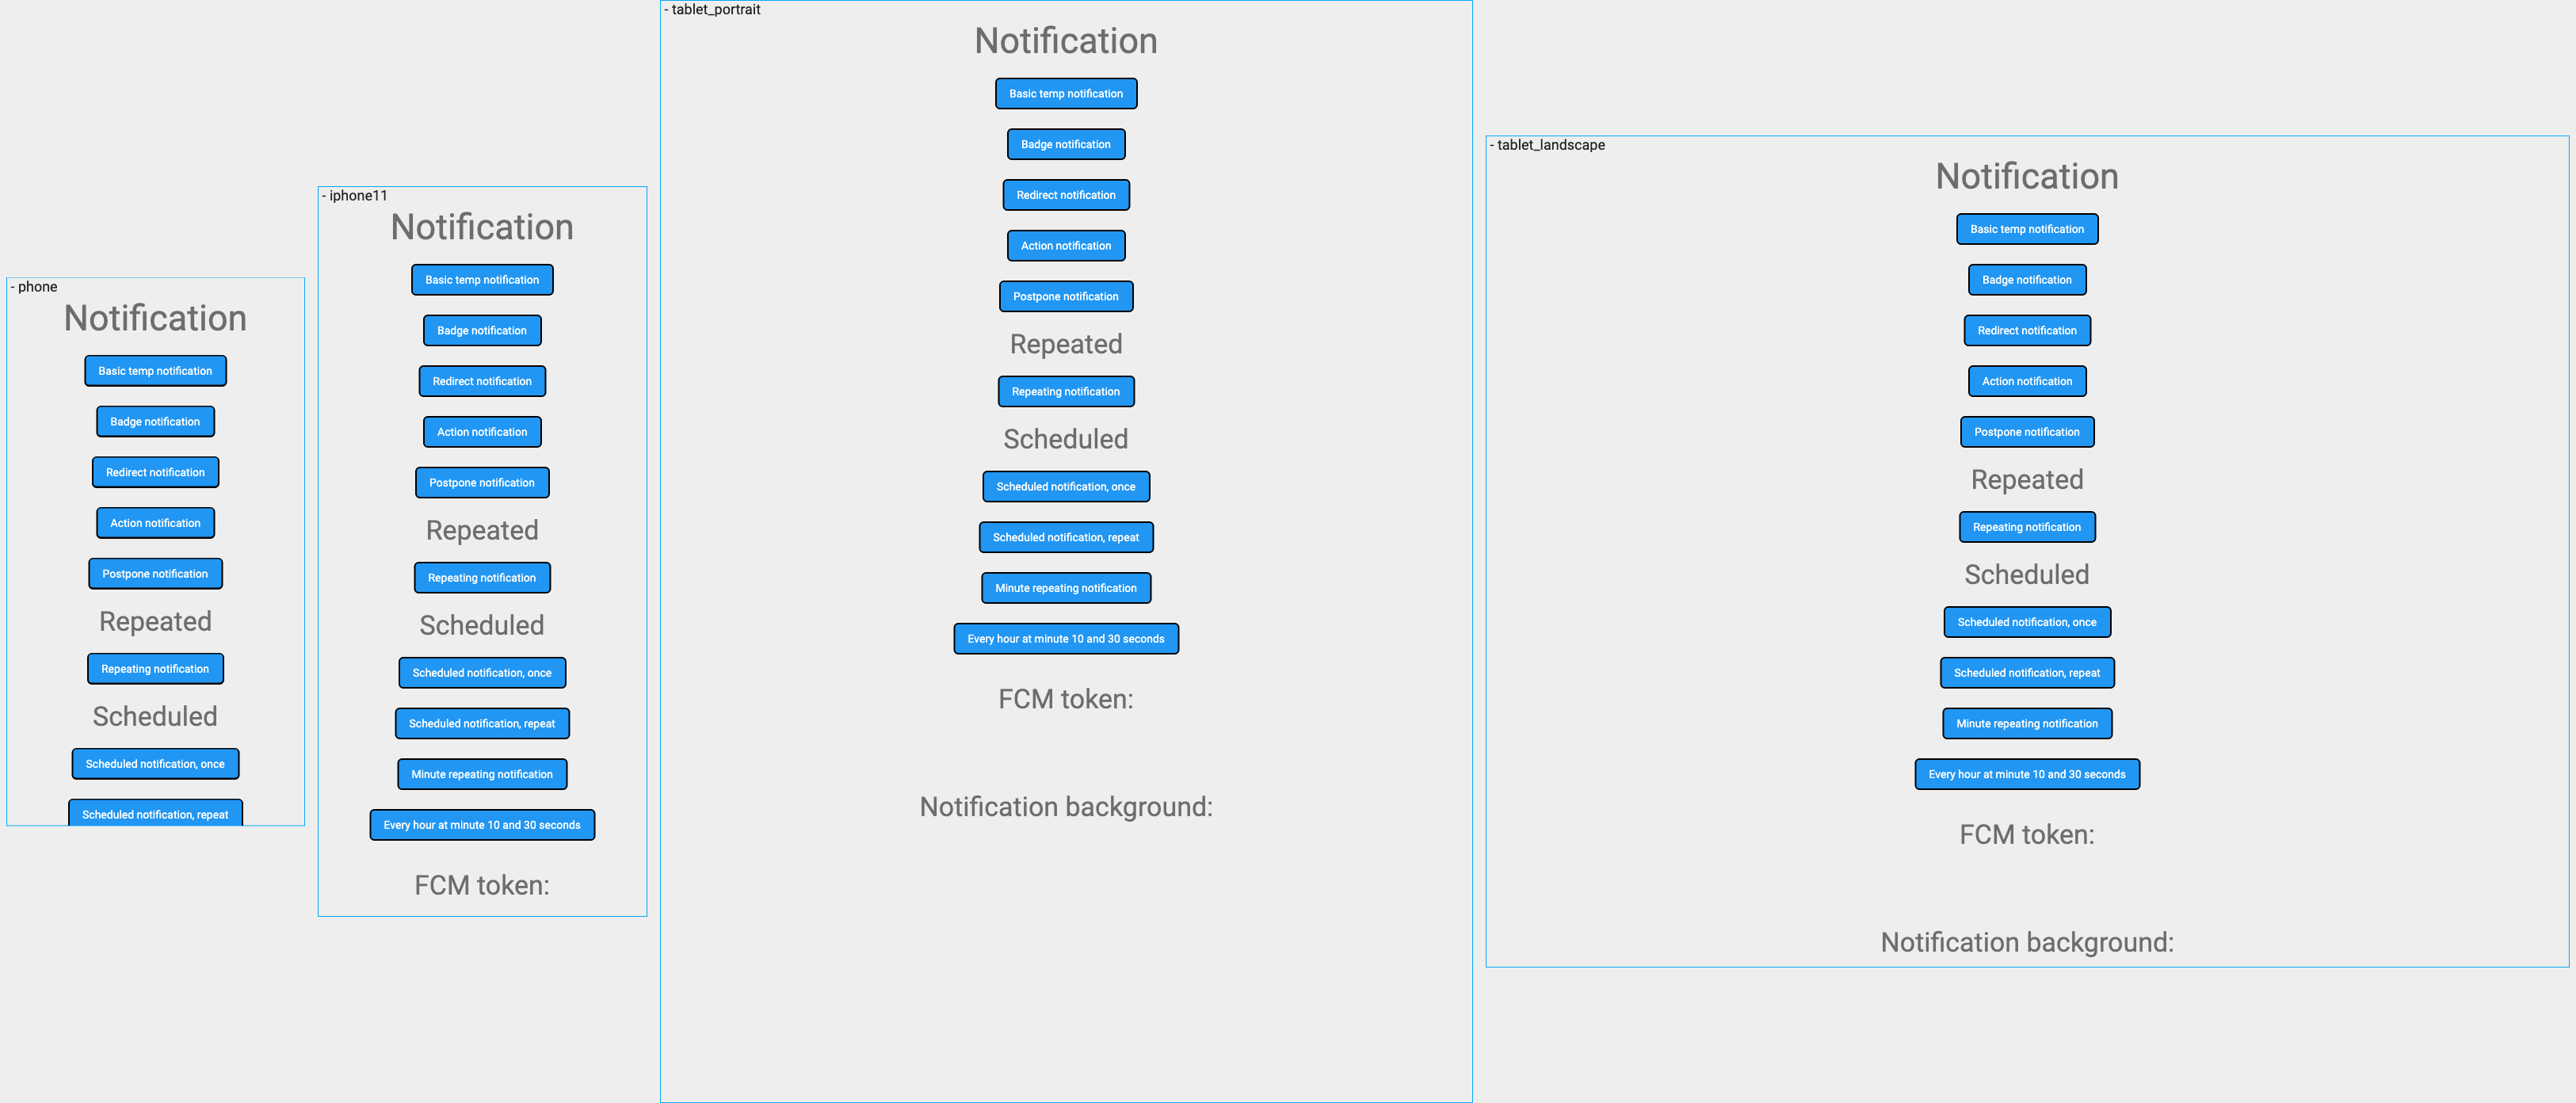 - phone
Notification
Basic temp notification
Badge notification
Redirect notification
Action notification
Postpone notification
Repeated
Repeating notification
Scheduled
Scheduled notification, once
Scheduled notification, repeat
- iphone11
Notification
Basic temp notification
Badge notification
Redirect notification
Action notification
Postpone notification
Repeated
Repeating notification
Scheduled
Scheduled notification, once
Scheduled notification, repeat
Minute repeating notification
Every hour at minute 10 and 30 seconds
FCM token:
- tablet_portrait
Notification
Basic temp notification
Badge notification
Redirect notification
Action notification
Postpone notification
Repeated
Repeating notification
Scheduled
Scheduled notification, once
Scheduled notification, repeat
Minute repeating notification
Every hour at minute 10 and 30 seconds
FCM token:
Notification background:
- tablet_landscape
Notification
Basic temp notification
Badge notification
Redirect notification
Action notification
Postpone notification
Repeated
Repeating notification
Scheduled
Scheduled notification, once
Scheduled notification, repeat
Minute repeating notification
Every hour at minute 10 and 30 seconds
FCM token:
Notification background: